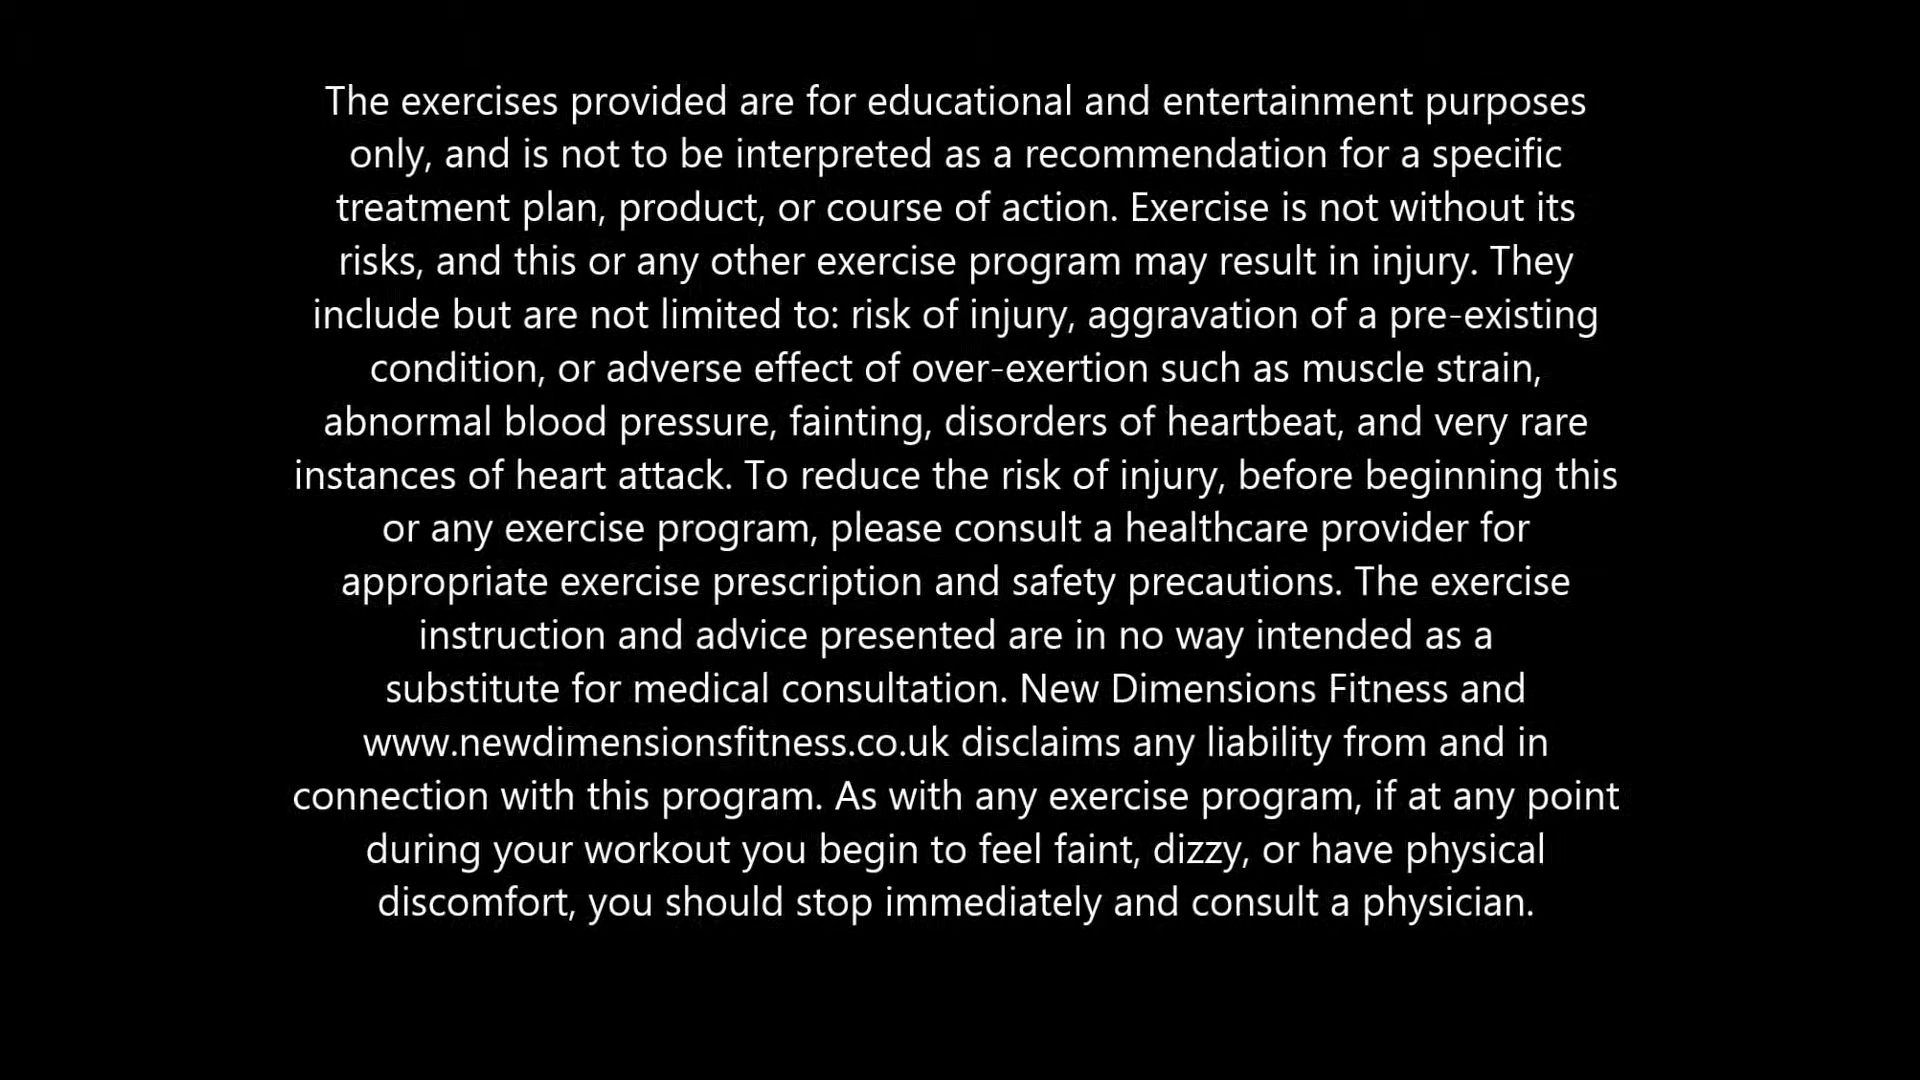 The exercises provided are for educational and entertainment purposes
only, and is not to be interpreted as a recommendation for a specific
treatment plan, product, or course of action. Exercise is not without its
risks, and this or any other exercise program may result in injury. They
include but are not limited to: risk of injury, aggravation of a pre-existing
condition, or adverse effect of over-exertion such as muscle strain,
abnormal blood pressure, fainting, disorders of heartbeat, and very rare
instances of heart attack. To reduce the risk of injury, before beginning this
or any exercise program, please consult a healthcare provider for
appropriate exercise prescription and safety precautions. The exercise
instruction and advice presented are in no way intended as a
substitute for medical consultation. New Dimensions Fitness and
www.newdimensionsfitness.co.uk disclaims any liability from and in
connection with this program. As with any exercise program, if at any point
during your workout you begin to feel faint, dizzy, or have physical
discomfort, you should stop immediately and consult a physician.